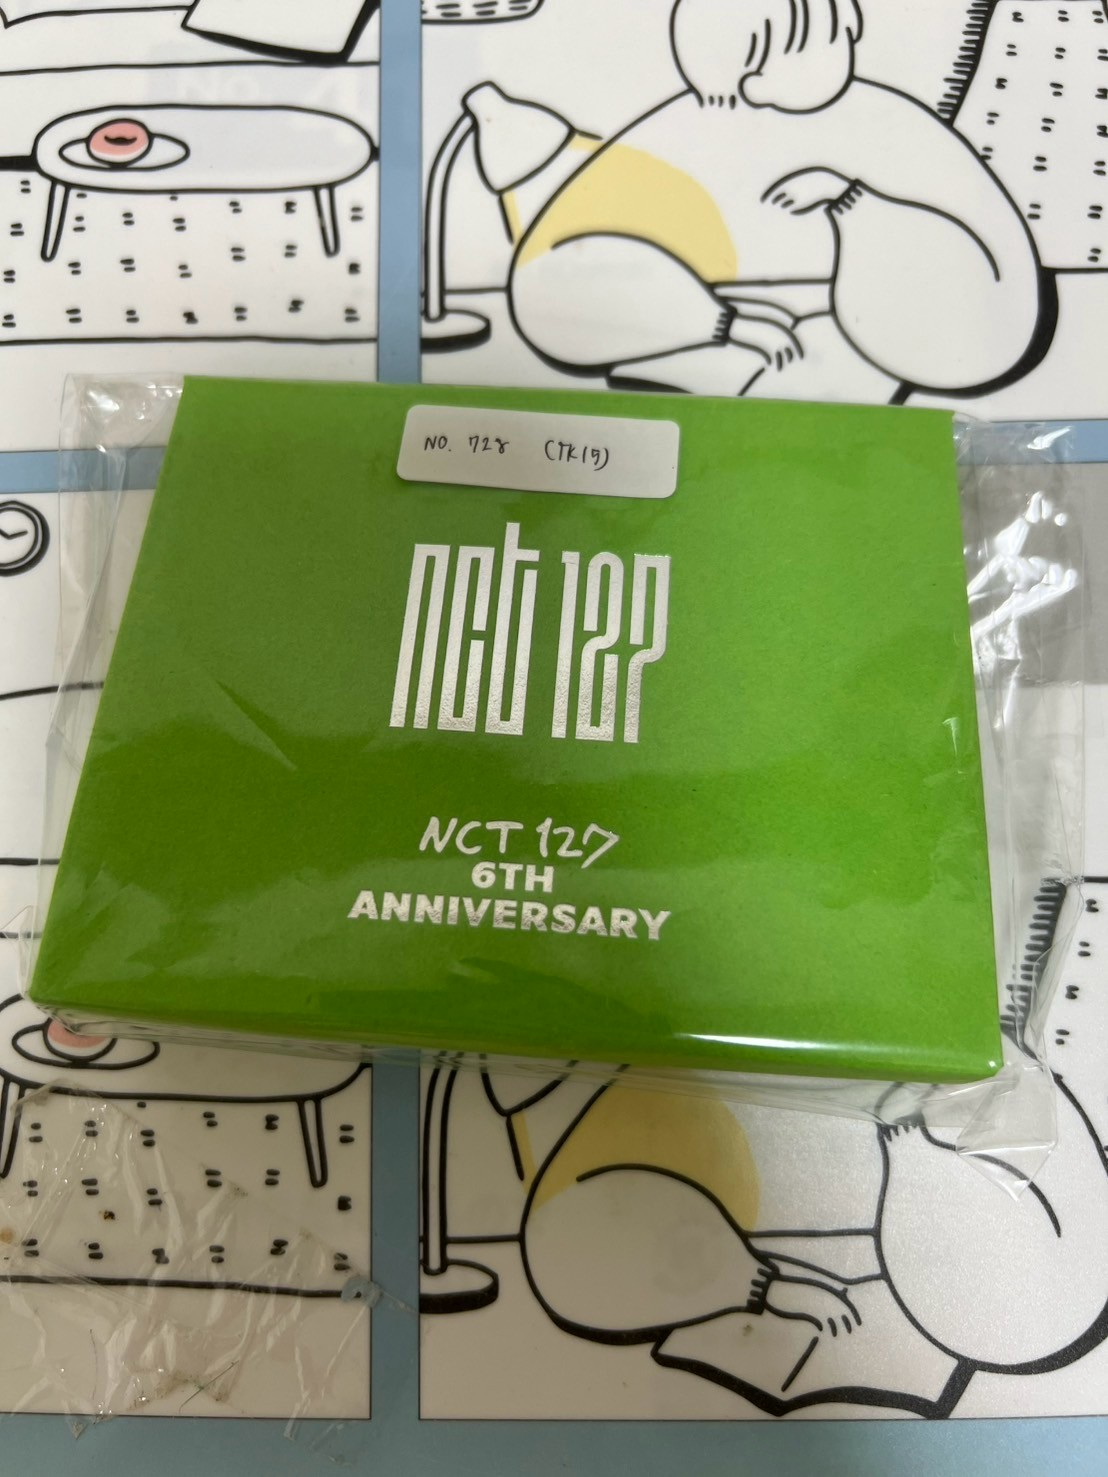 NO. 728 (TK19)
nct 127
NCT 127
6TH
ANNIVERSARY